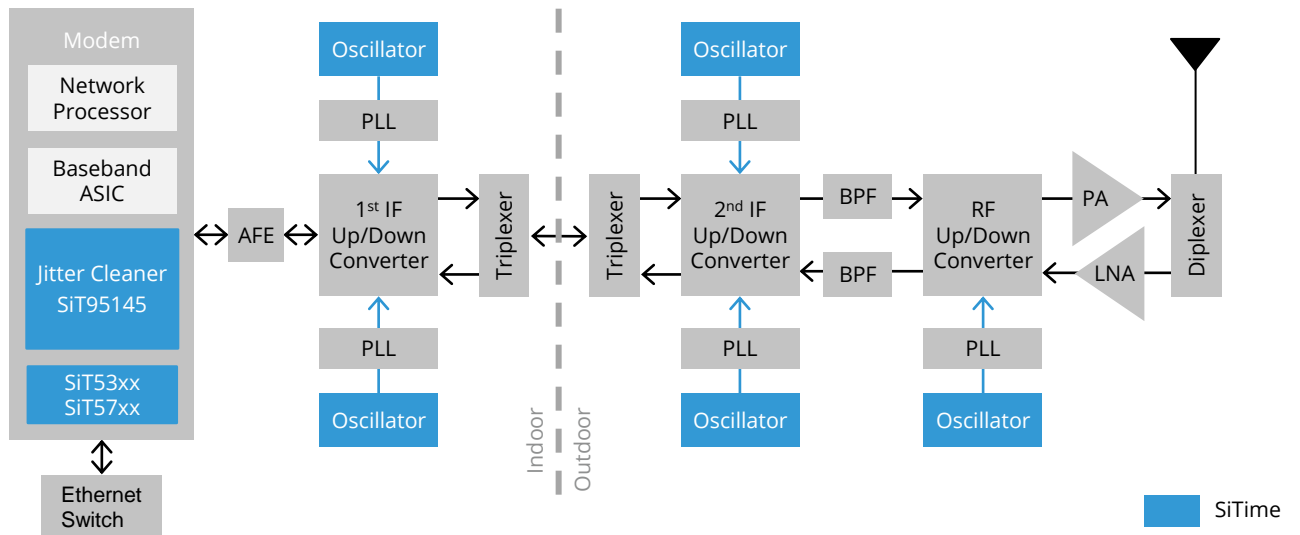 Modem
Network
Processor
Baseband
ASIC
Jitter Cleaner
SiT95145
SiT53xx
SiT57xx
Ethernet
Switch
AFE
Oscillator
PLL
1st IF
Up/Down
Converter
PLL
Oscillator
Triplexer
Indoor
Outdoor
Triplexer
Oscillator
PLL
2nd IF
Up/Down
Converter
PLL
Oscillator
BPF
BPF
RF
Up/Down
Converter
PLL
Oscillator
PA
LNA
Diplexer
SiTime